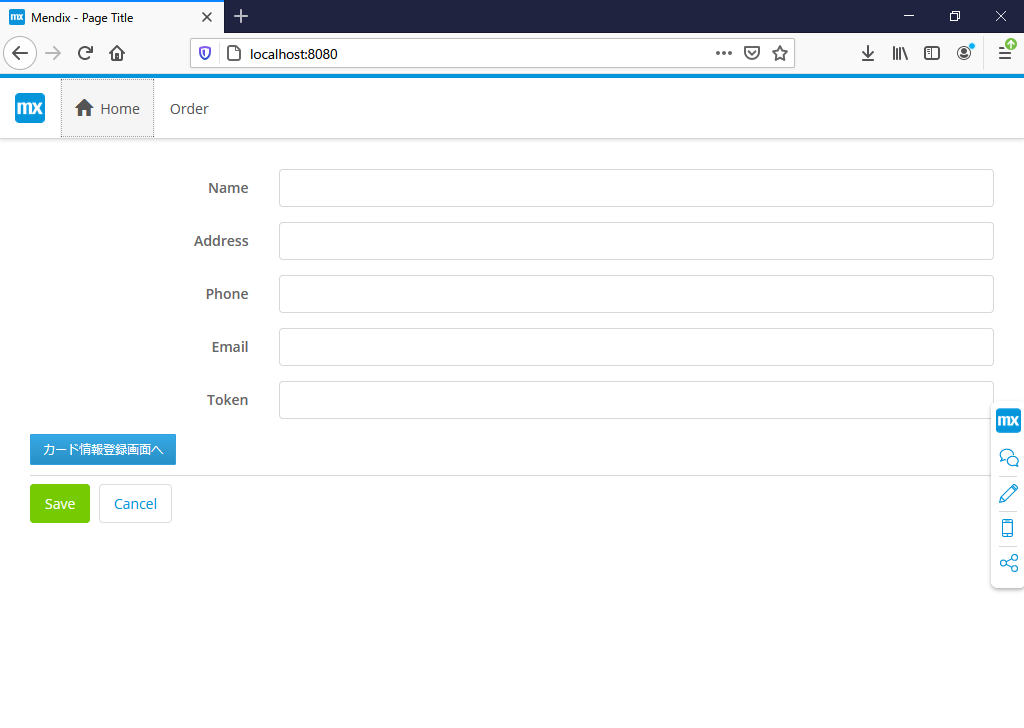 mx Mendix - Page Title
localhost:8080
mx Home Order
Name
Address
Phone
Email
Token
mx
カード情報登録画面へ
Save Cancel